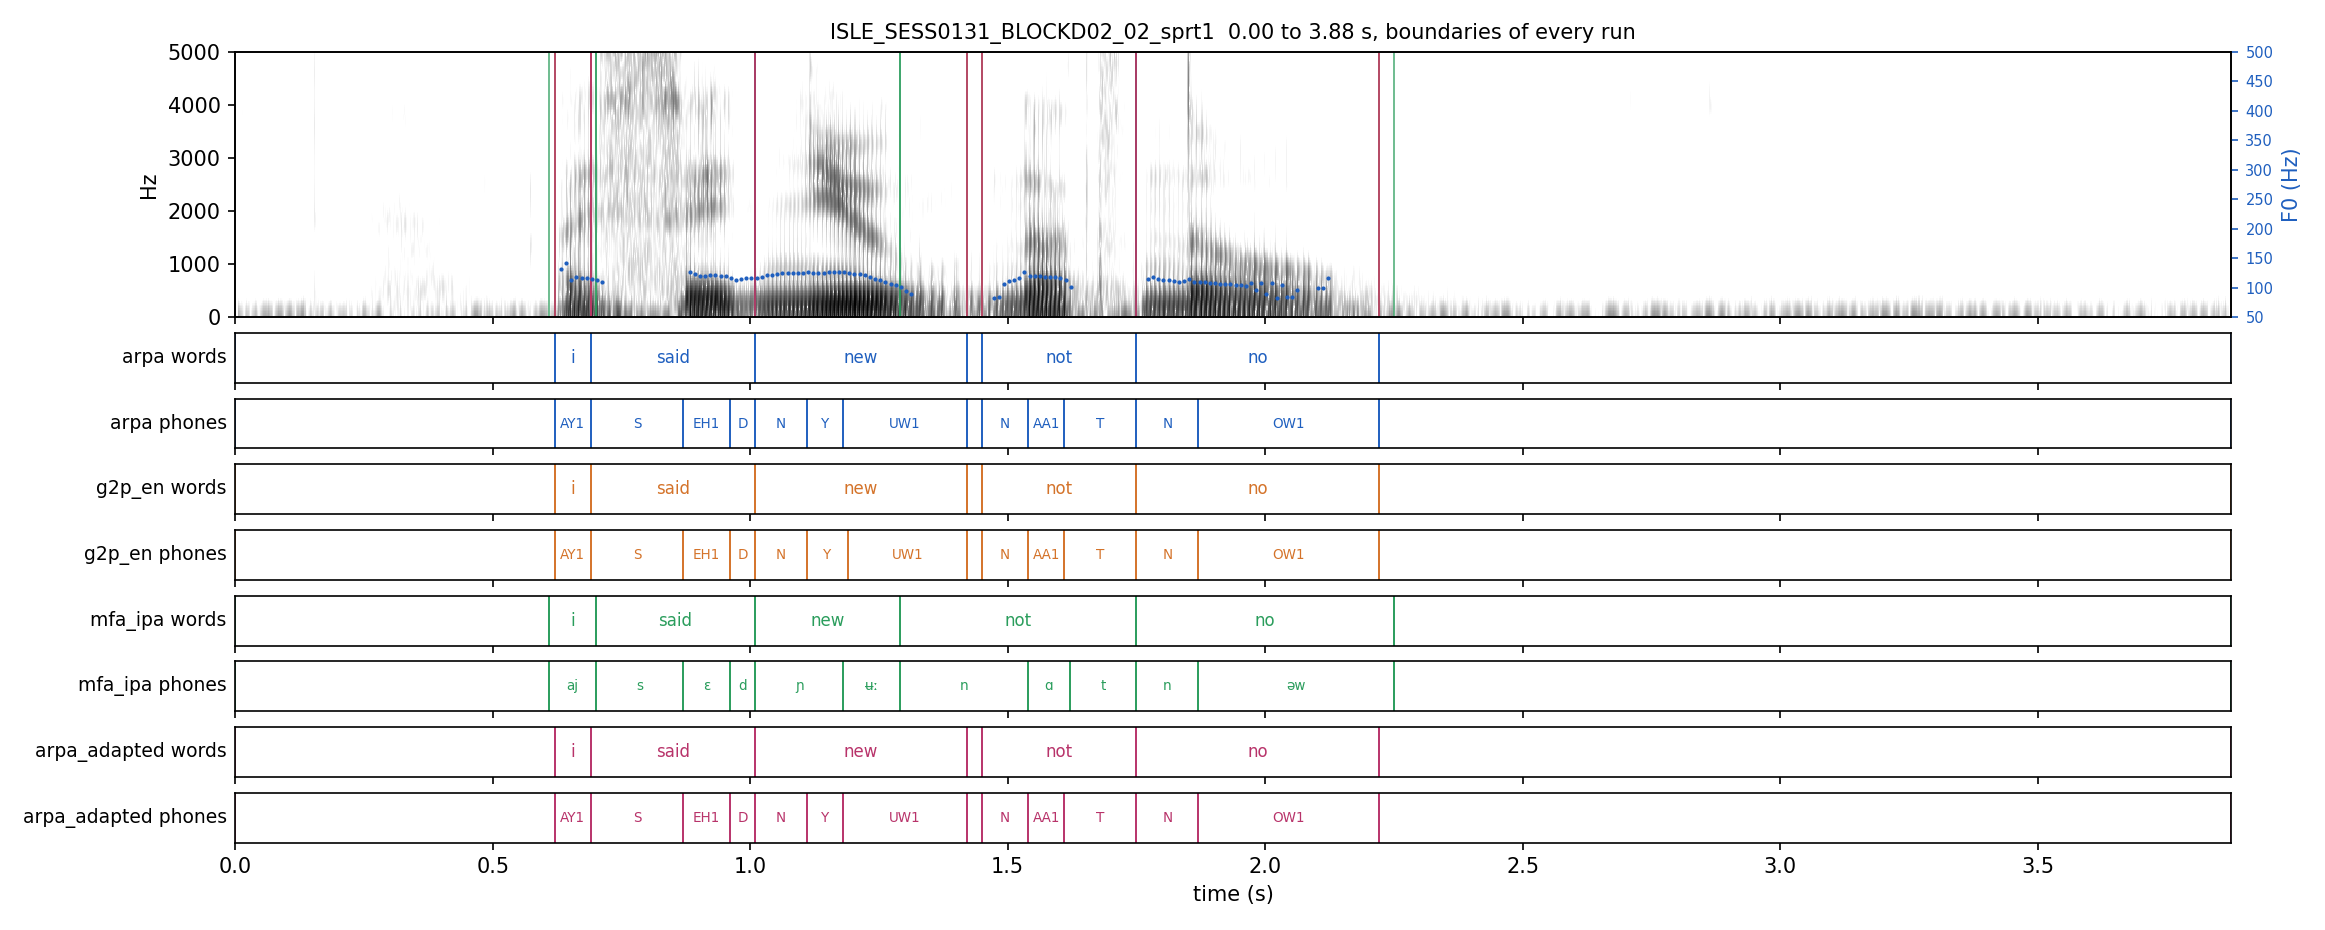 ISLE_SESS0131_BLOCKD02_02_sprt1  0.00 to 3.88 s, boundaries of every run
5000 500
450
4000 400
350
3000 300
250
2000 200
150
1000 100
0 50
Hz
F0 (Hz)
arpa words i said new not no
arpa phones AY1 S EH1 D N Y UW1 N AA1 T N OW1
g2p_en words i said new not no
g2p_en phones AY1 S EH1 D N Y UW1 N AA1 T N OW1
mfa_ipa words i said new not no
mfa_ipa phones aj s ɛ d ɲ ʉː n ɑ t n əw
arpa_adapted words i said new not no
arpa_adapted phones AY1 S EH1 D N Y UW1 N AA1 T N OW1
0.0 0.5 1.0 1.5 2.0 2.5 3.0 3.5
time (s)